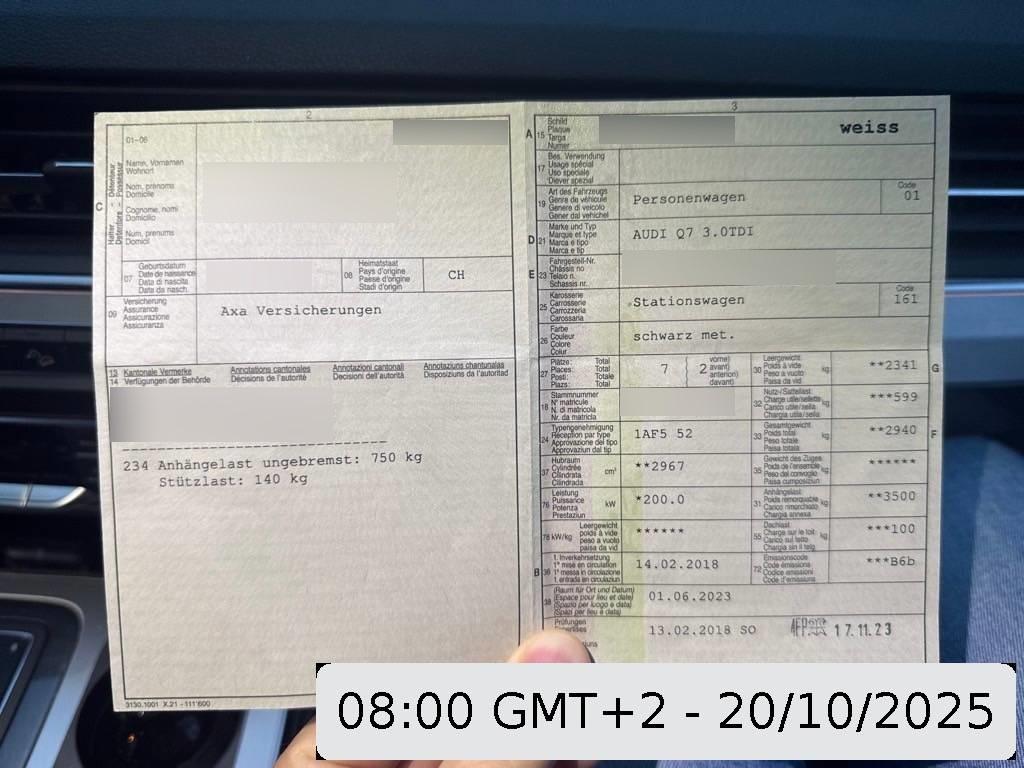 2
01-06
C
Halter - Détenteur
Detentore - Possessur
Name, Vornamen
Wohnort
Nom, prénoms
Domicile
Cognome, nomi
Domicilio
Num, prenums
Domicil
07
Geburtsdatum
Date de naissance
Data di nascita
Data da nasch.
08
Heimatstaat
Pays d'origine
Paese d'origine
Stadi d'origin
CH
09
Versicherung
Assurance
Assicurazione
Assicuranza
Axa Versicherungen
13 Kantonale Vermerke Annotations cantonales Annotazioni cantonali Annotaziuns chantunalas
14 Verfügungen der Behörde Décisions de l'autorité Decisioni dell'autorità Disposiziuns da l'autoritad
234 Anhängelast ungebremst: 750 kg
Stützlast: 140 kg
3130.1001 X.21 - 111'600
3
A 15
Schild
Plaque
Targa
Numer
weiss
17
Bes. Verwendung
Usage spécial
Uso speciale
Diever spezial
19
Art des Fahrzeugs
Genre de véhicule
Genere di veicolo
Gener dal vehichel
Personenwagen
Code
01
D 21
Marke und Typ
Marque et type
Marca e tipo
Marca e tip
AUDI Q7 3.0TDI
E 23
Fahrgestell-Nr.
Châssis no
Telaio n.
Schassis nr.
25
Karosserie
Carrosserie
Carrozzeria
Carossaria
Stationswagen
Code
161
26
Farbe
Couleur
Colore
Colur
schwarz met.
27
Plätze: Total
Places: Total
Posti: Totale
Plazs: Total
7
2
vorne)
avant)
anteriori)
davant)
30
Leergewicht
Poids à vide
Peso a vuoto
Paisa da vid
kg
**2341
G
18
Stammnummer
N° matricule
N. di matricola
Nr. da matricla
32
Nutz-/Sattellast
Charge utile/sellette
Carico utile/sella
Chargia utila/sella
kg
***599
24
Typengenehmigung
Réception par type
Approvazione del tipo
Approvaziun dal tip
1AF5 52
33
Gesamtgewicht
Poids total
Peso totale
Paisa totala
kg
**2940
F
37
Hubraum
Cylindrée
Cilindrata
Cilindrada
cm³
**2967
35
Gewicht des Zuges
Poids de l'ensemble
Peso del convoglio
Paisa cumposiziun
kg
******
76
Leistung
Puissance
Potenza
Prestaziun
kW
*200.0
31
Anhängelast
Poids remorquable
Carico rimorchiato
Chargia annexa
kg
**3500
78 kW/kg
Leergewicht
poids à vide
peso a vuoto
paisa da vid
******
55
Dachlast
Charge sur le toit
Carico sul tetto
Chargia sin il tetg
kg
***100
B 36
1. Inverkehrsetzung
1re mise en circulation
1a messa in circolazione
1. entrada en circulaziun
14.02.2018
72
Emissionscode
Code émissions
Codice emissioni
Code d'emissions
***B6b
38
(Raum für Ort und Datum)
(Espace pour lieu et date)
(Spazio per luogo e data)
(Spazi per lieu e data)
01.06.2023
Prüfungen
13.02.2018 SO
17.11.23
08:00 GMT+2 - 20/10/2025